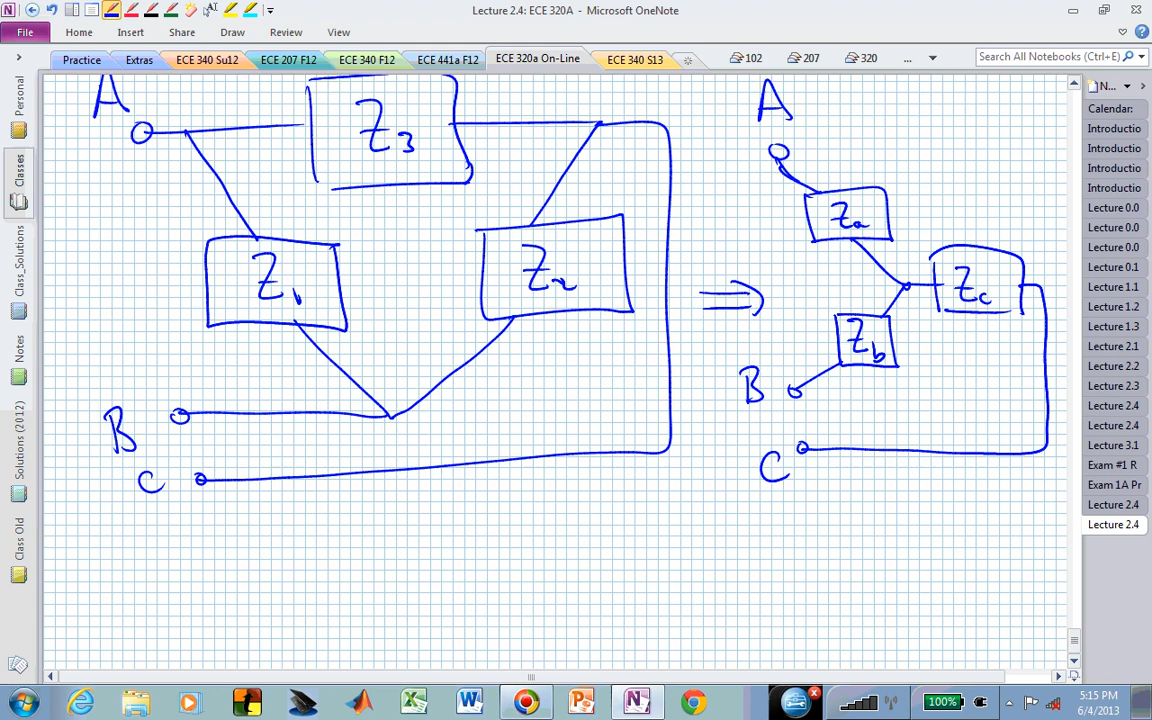 Lecture 2.4: ECE 320A - Microsoft OneNote
File Home Insert Share Draw Review View
Practice Extras ECE 340 Su12 ECE 207 F12 ECE 340 F12 ECE 441a F12 ECE 320a On-Line ECE 340 S13 102 207 320 ... Search All Notebooks (Ctrl+E)
Personal
Classes
Class_Solutions
Notes
Solutions (2012)
Class Old
A
Z3
Z1
Z2
B
C
⇒
A
Za
Zc
Zb
B
C
N...
Calendar:
Introductio
Introductio
Introductio
Introductio
Lecture 0.0
Lecture 0.0
Lecture 0.0
Lecture 0.1
Lecture 1.1
Lecture 1.2
Lecture 1.3
Lecture 2.1
Lecture 2.2
Lecture 2.3
Lecture 2.4
Lecture 2.4
Lecture 3.1
Exam #1 R
Exam 1A Pr
Lecture 2.4
Lecture 2.4
100%
5:15 PM
6/4/2013